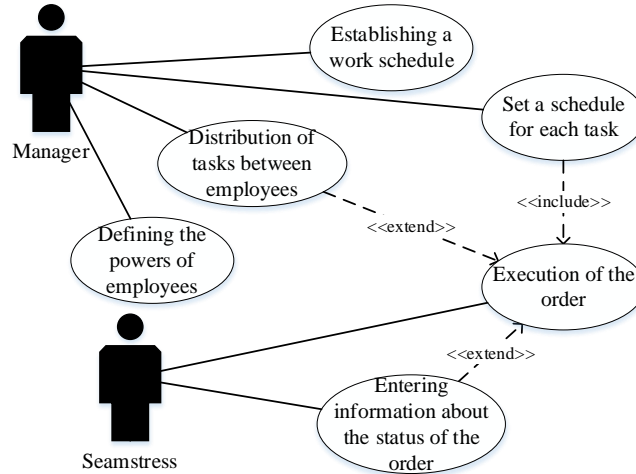 Establishing a
work schedule
Set a schedule
for each task
Manager
Distribution of
tasks between
employees
<<include>>
<<extend>>
Defining the
powers of
employees
Execution of the
order
<<extend>>
Entering
information about
the status of the
order
Seamstress